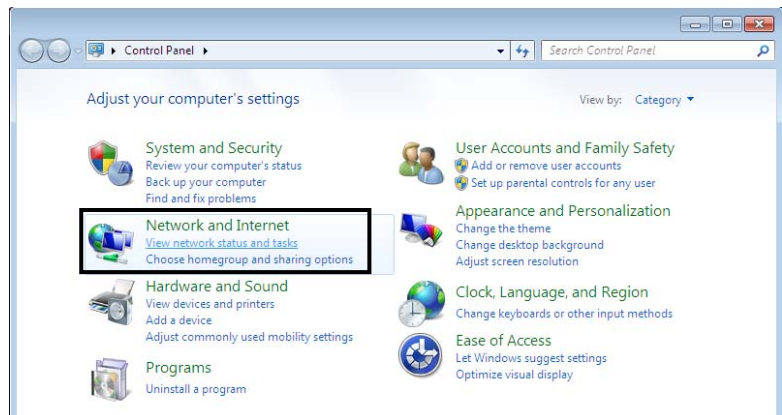 Control Panel
Search Control Panel
Adjust your computer's settings
View by: Category
System and Security
Review your computer's status
Back up your computer
Find and fix problems
Network and Internet
View network status and tasks
Choose homegroup and sharing options
Hardware and Sound
View devices and printers
Add a device
Adjust commonly used mobility settings
Programs
Uninstall a program
User Accounts and Family Safety
Add or remove user accounts
Set up parental controls for any user
Appearance and Personalization
Change the theme
Change desktop background
Adjust screen resolution
Clock, Language, and Region
Change keyboards or other input methods
Ease of Access
Let Windows suggest settings
Optimize visual display